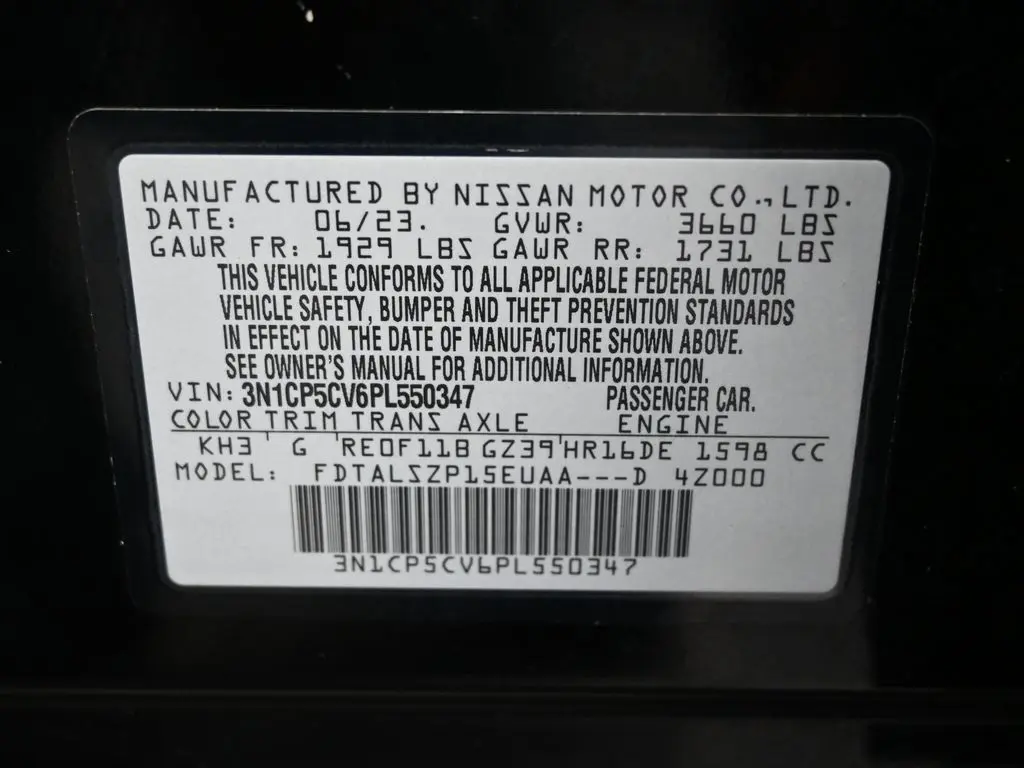 MANUFACTURED BY NISSAN MOTOR CO.,LTD.
DATE: 06/23. GVWR: 3660 LBS
GAWR FR: 1929 LBS GAWR RR: 1731 LBS
THIS VEHICLE CONFORMS TO ALL APPLICABLE FEDERAL MOTOR
VEHICLE SAFETY, BUMPER AND THEFT PREVENTION STANDARDS
IN EFFECT ON THE DATE OF MANUFACTURE SHOWN ABOVE.
SEE OWNER'S MANUAL FOR ADDITIONAL INFORMATION.
VIN: 3N1CP5CV6PL550347 PASSENGER CAR.
COLOR TRIM TRANS AXLE ENGINE
KH3 ' G 'RE0F11B GZ39'HR16DE 1598 CC
MODEL: FDTALSZP15EUAA---D 4Z000
3N1CP5CV6PL550347